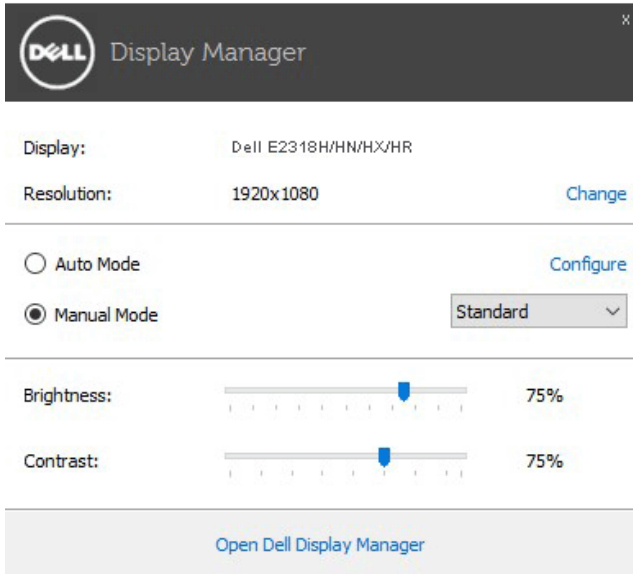 X
DELL Display Manager
Display: Dell E2318H/HN/HX/HR
Resolution: 1920x1080 Change
Auto Mode Configure
Manual Mode Standard
Brightness: 75%
Contrast: 75%
Open Dell Display Manager